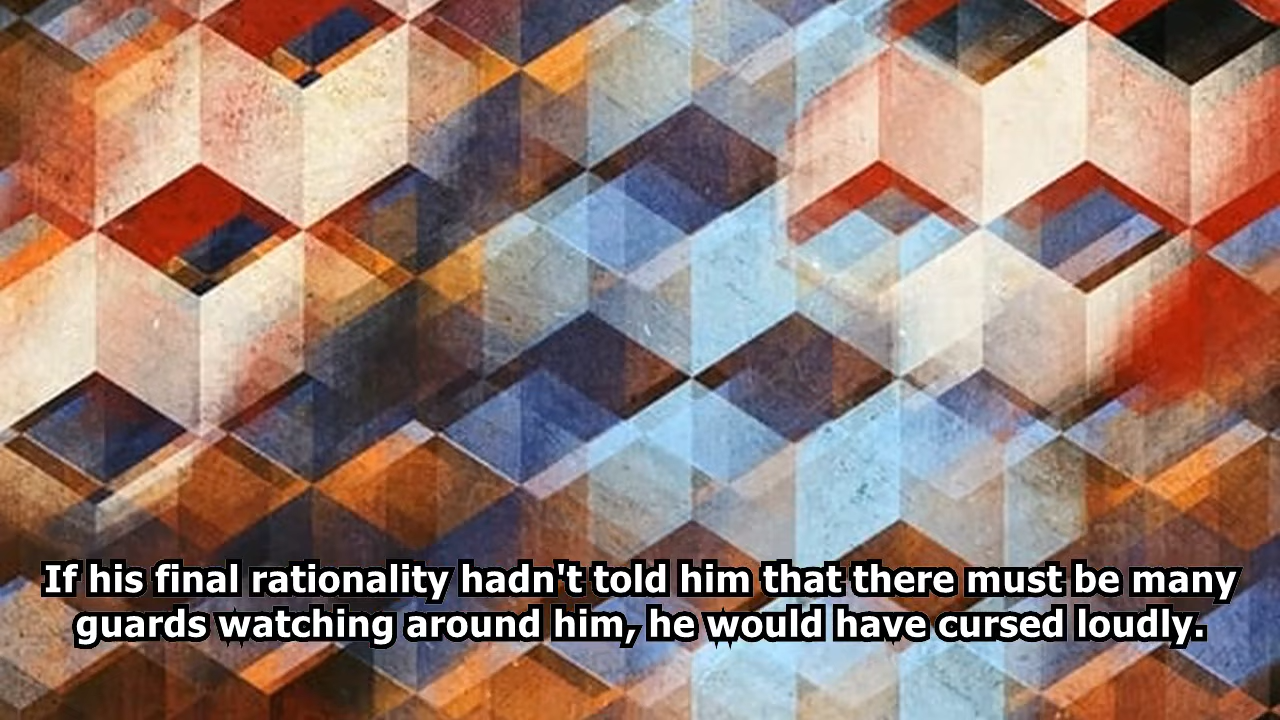 If his final rationality hadn't told him that there must be many
guards watching around him, he would have cursed loudly.